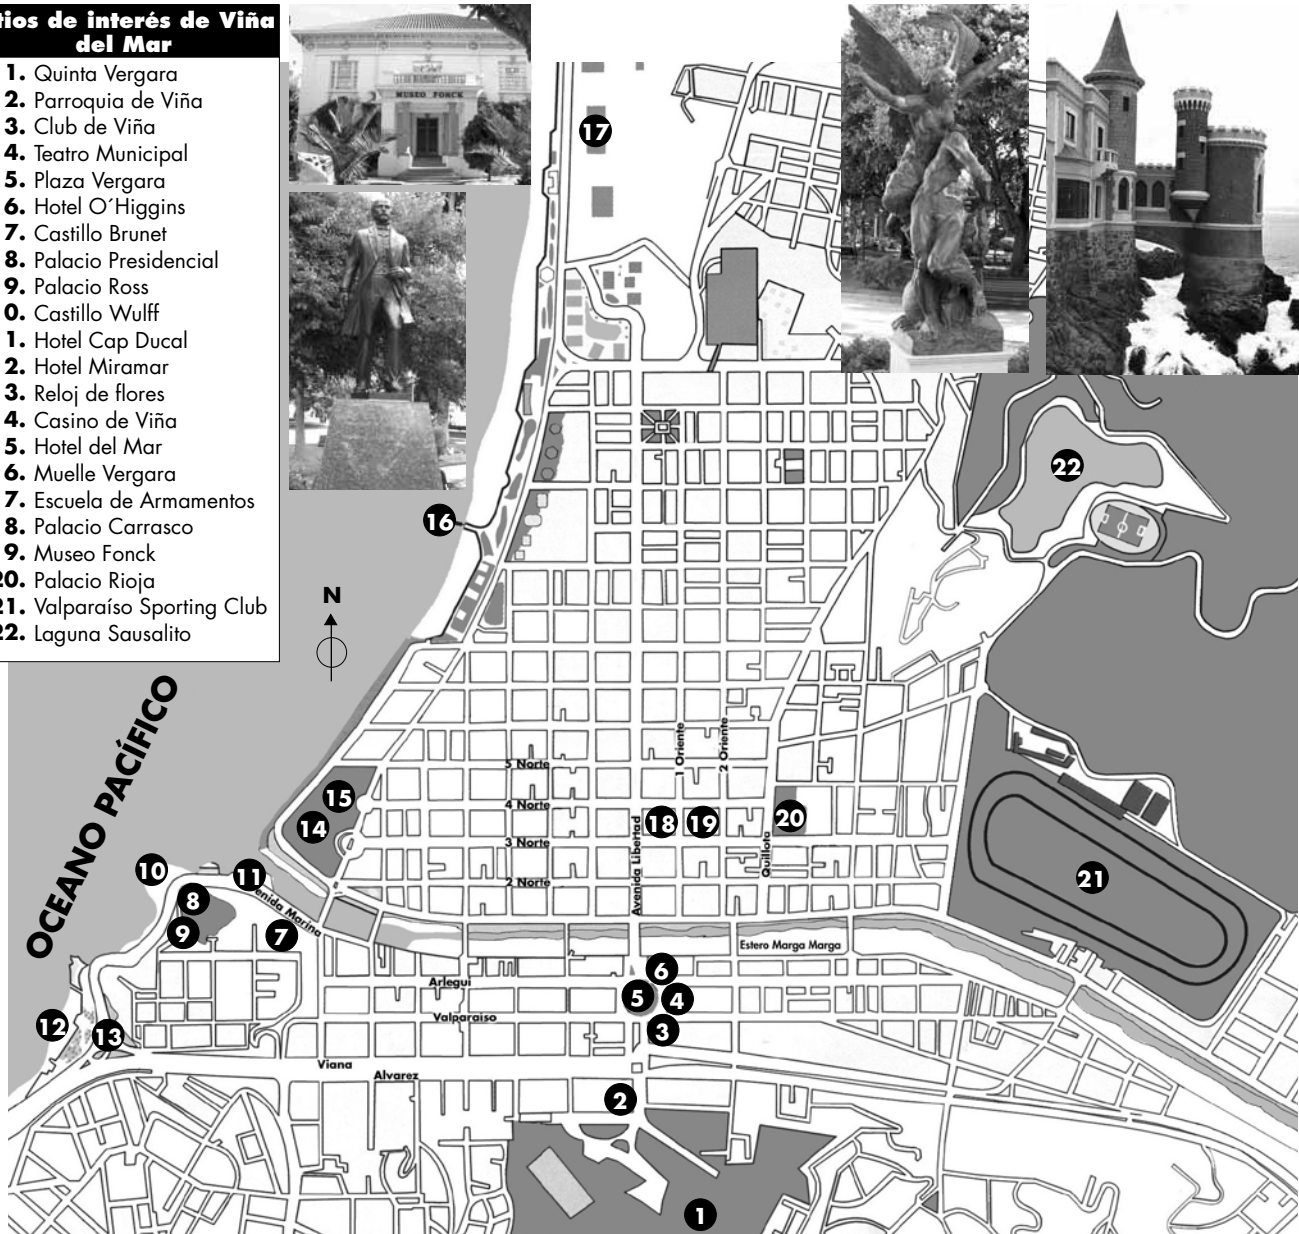 tios de interés de Viña
del Mar
1. Quinta Vergara
2. Parroquia de Viña
3. Club de Viña
4. Teatro Municipal
5. Plaza Vergara
6. Hotel O´Higgins
7. Castillo Brunet
8. Palacio Presidencial
9. Palacio Ross
0. Castillo Wulff
1. Hotel Cap Ducal
2. Hotel Miramar
3. Reloj de flores
4. Casino de Viña
5. Hotel del Mar
6. Muelle Vergara
7. Escuela de Armamentos
8. Palacio Carrasco
9. Museo Fonck
20. Palacio Rioja
21. Valparaíso Sporting Club
22. Laguna Sausalito
MUSEO FONCK
17
22
16
N
OCEANO PACÍFICO
1 Oriente
2 Oriente
5 Norte
4 Norte
3 Norte
2 Norte
Avenida Libertad
Quillota
15
14
18
19
20
21
10
11
8
9
7
enida Marina
Estero Marga Marga
6
5
4
3
Arlegui
Valparaíso
12
13
Viana
Alvarez
2
1